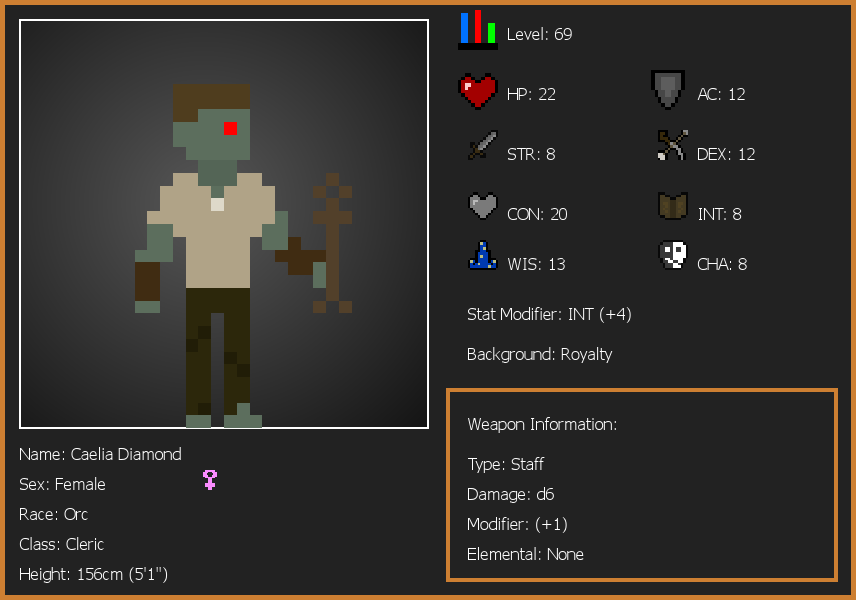 Level: 69
HP: 22
AC: 12
STR: 8
DEX: 12
CON: 20
INT: 8
WIS: 13
CHA: 8
Stat Modifier: INT (+4)
Background: Royalty
Weapon Information:
Type: Staff
Damage: d6
Modifier: (+1)
Elemental: None
Name: Caelia Diamond
Sex: Female
Race: Orc
Class: Cleric
Height: 156cm (5'1")